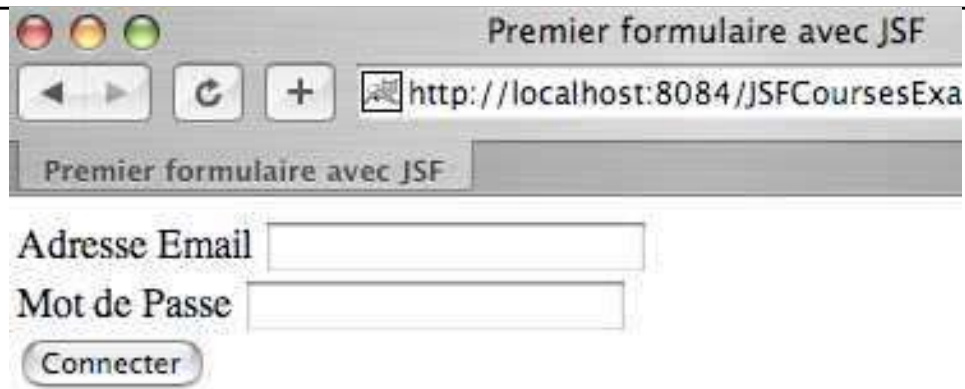 Premier formulaire avec JSF
http://localhost:8084/JSFCoursesExa
Premier formulaire avec JSF
Adresse Email
Mot de Passe
Connecter